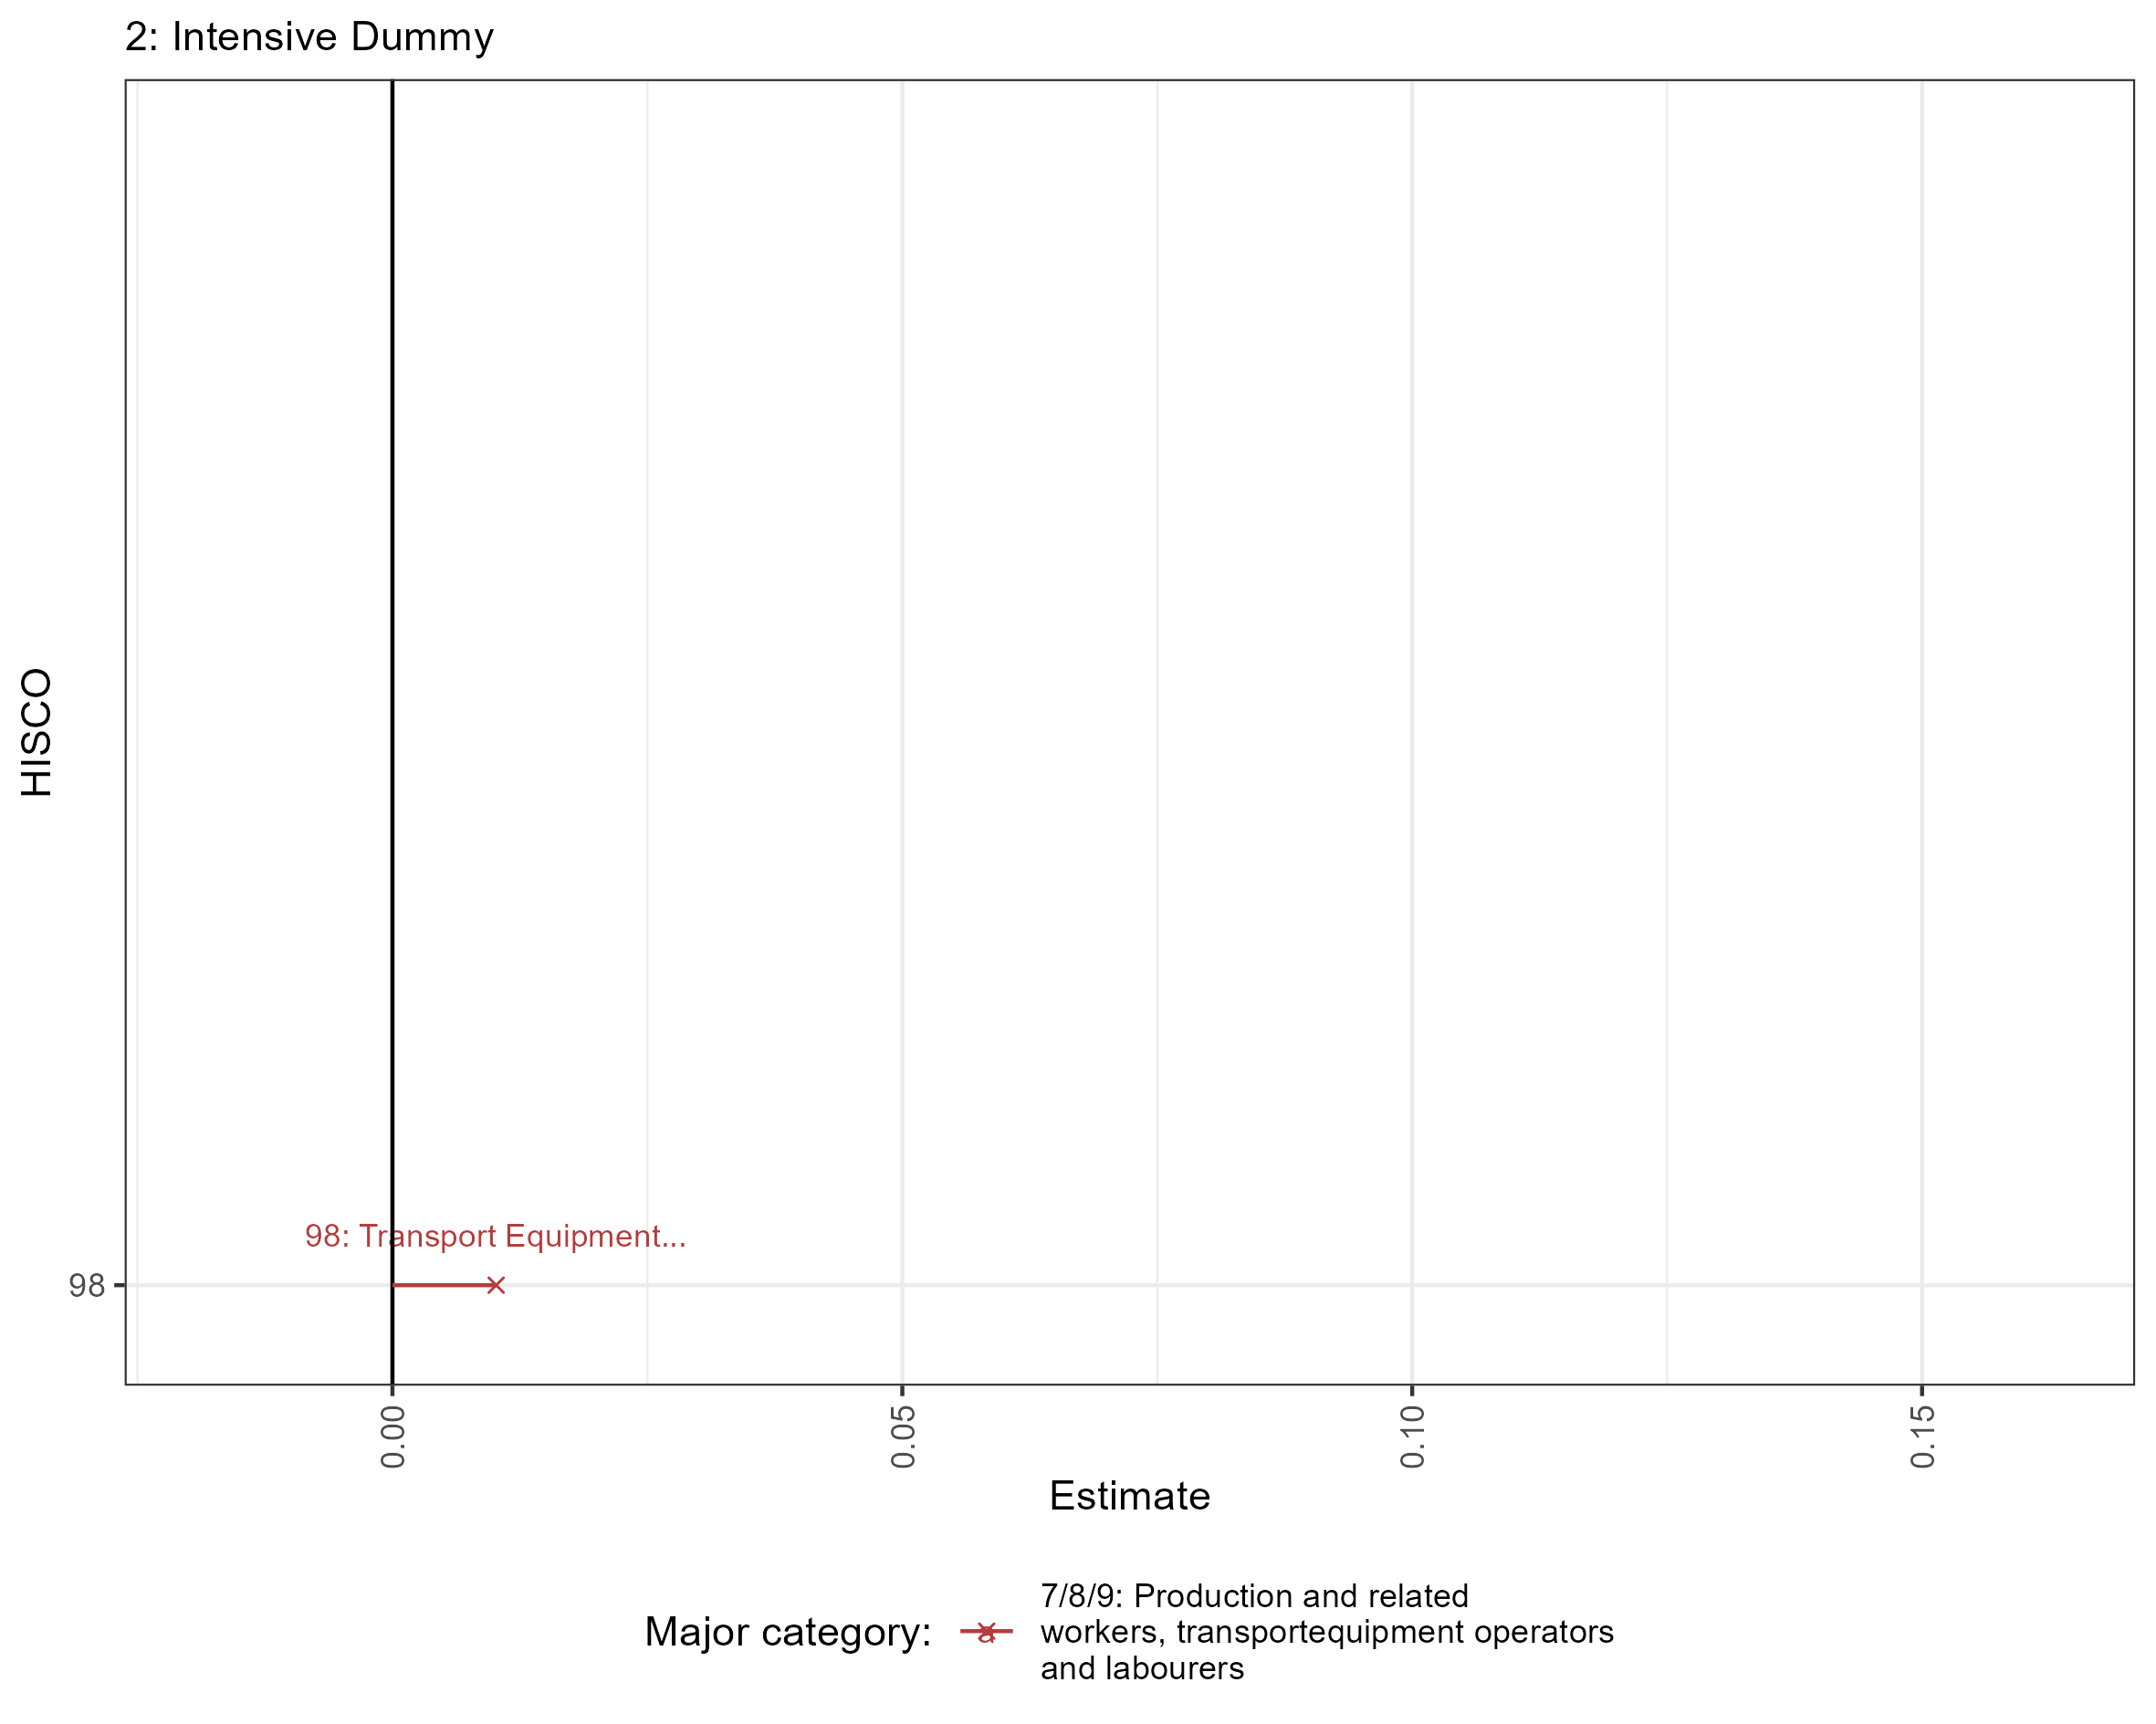 2: Intensive Dummy
HISCO
98: Transport Equipment...
98
0.00
0.05
0.10
0.15
Estimate
Major category:
a
7/8/9: Production and related
workers, transportequipment operators
and labourers